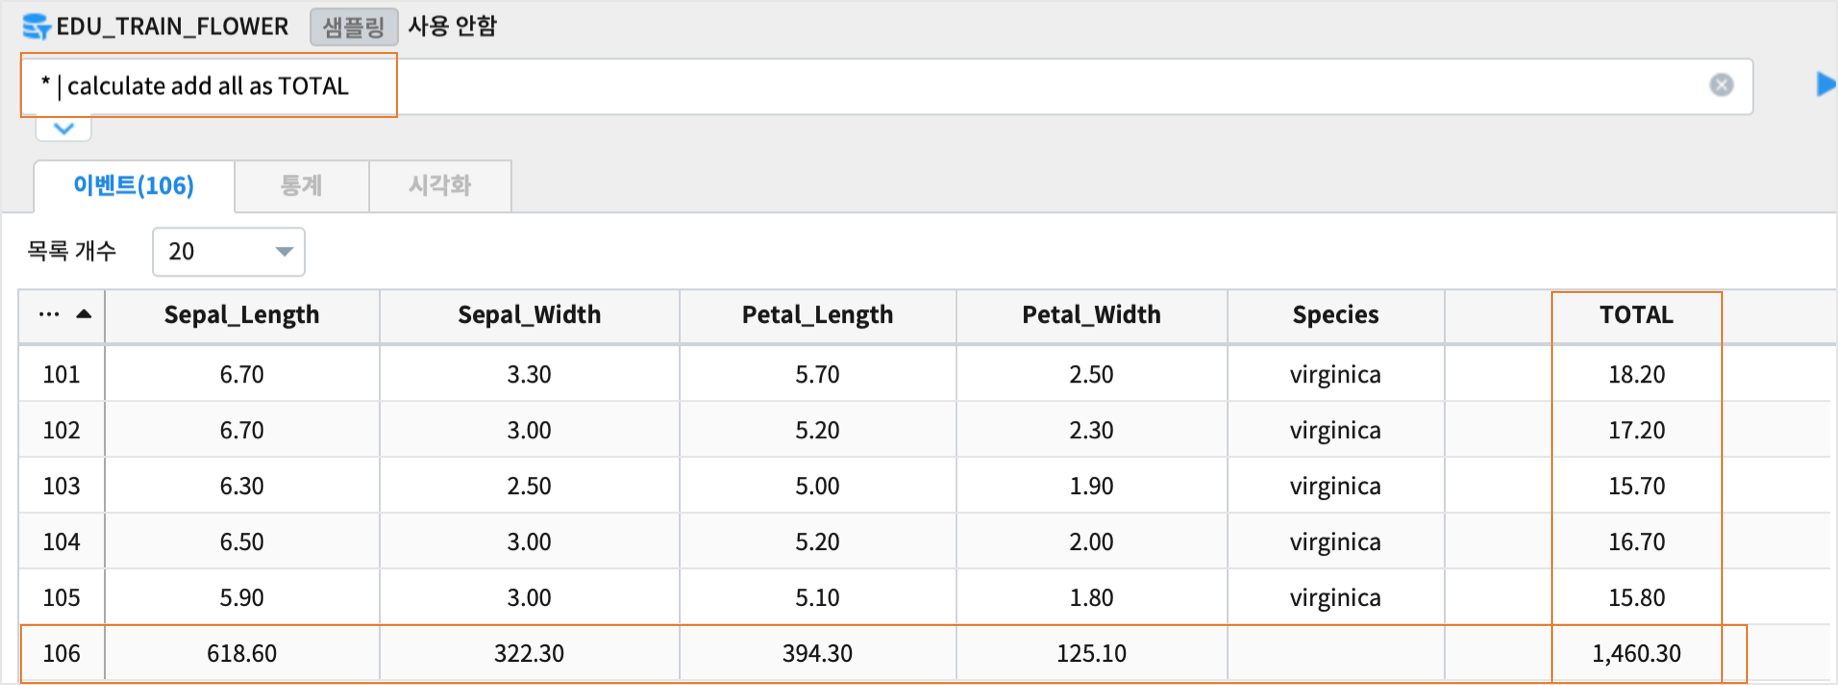 EDU_TRAIN_FLOWER 샘플링 사용 안함
* | calculate add all as TOTAL
이벤트(106) 통계 시각화
목록 개수 20
... Sepal_Length Sepal_Width Petal_Length Petal_Width Species TOTAL
101 6.70 3.30 5.70 2.50 virginica 18.20
102 6.70 3.00 5.20 2.30 virginica 17.20
103 6.30 2.50 5.00 1.90 virginica 15.70
104 6.50 3.00 5.20 2.00 virginica 16.70
105 5.90 3.00 5.10 1.80 virginica 15.80
106 618.60 322.30 394.30 125.10 1,460.30